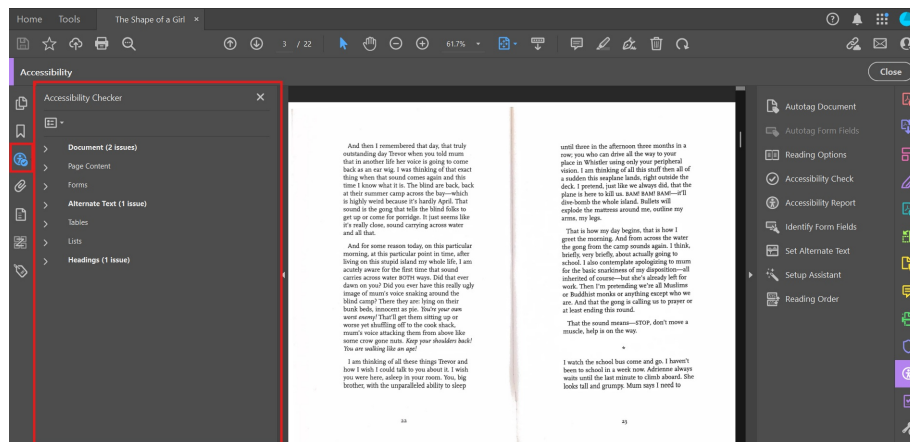 Home Tools The Shape of a Girl ×
3 / 22 61.7%
Accessibility Close
Accessibility Checker ×
Document (2 issues)
Page Content
Forms
Alternate Text (1 issue)
Tables
Lists
Headings (1 issue)
And then I remembered that day, that truly
outstanding day Trevor when you told mum
that in another life her voice is going to come
back as an ear wig. I was thinking of that exact
thing when that sound comes again and this
time I know what it is. The blind are back, back
at their summer camp across the bay—which
is highly weird because it's hardly April. That
sound is the gong that tells the blind folks to
get up or come for porridge. It just seems like
it's really close, sound carrying across water
and all that.
And for some reason today, on this particular
morning, at this particular point in time, after
living on this stupid island my whole life, I am
acutely aware for the first time that sound
carries across water BOTH ways. Did that ever
dawn on you? Did you ever have this really ugly
image of mum's voice snaking around the
blind camp? There they are: lying on their
bunk beds, innocent as pie. You're your own
worst enemy! That'll get them sitting up or
worse yet shuffling off to the cook shack,
mum's voice attacking them from above like
some crow gone nuts. Keep your shoulders back!
You are walking like an ape!
I am thinking of all these things Trevor and
how I wish I could talk to you about it. I wish
you were here, asleep in your room. You, big
brother, with the unparalleled ability to sleep
22
until three in the afternoon three months in a
row; you who can drive all the way to your
place in Whistler using only your peripheral
vision. I am thinking of all this stuff then all of
a sudden this seaplane lands, right outside the
deck. I pretend, just like we always did, that the
plane is here to kill us. BAM! BAM! BAM!—it'll
dive-bomb the whole island. Bullets will
explode the mattress around me, outline my
arms, my legs.
That is how my day begins, that is how I
greet the morning. And from across the water
the gong from the camp sounds again. I think,
briefly, very briefly, about actually going to
school. I also contemplate apologizing to mum
for the basic snarkiness of my disposition—all
inherited of course—but she's already left for
work. Then I'm pretending we're all Muslims
or Buddhist monks or anything except who we
are. And that the gong is calling us to prayer or
at least ending this round.
That the sound means—STOP, don't move a
muscle, help is on the way.
*
I watch the school bus come and go. I haven't
been to school in a week now. Adrienne always
waits until the last minute to climb aboard. She
looks tall and grumpy. Mum says I need to
23
Autotag Document
Autotag Form Fields
Reading Options
Accessibility Check
Accessibility Report
Identify Form Fields
Set Alternate Text
Setup Assistant
Reading Order